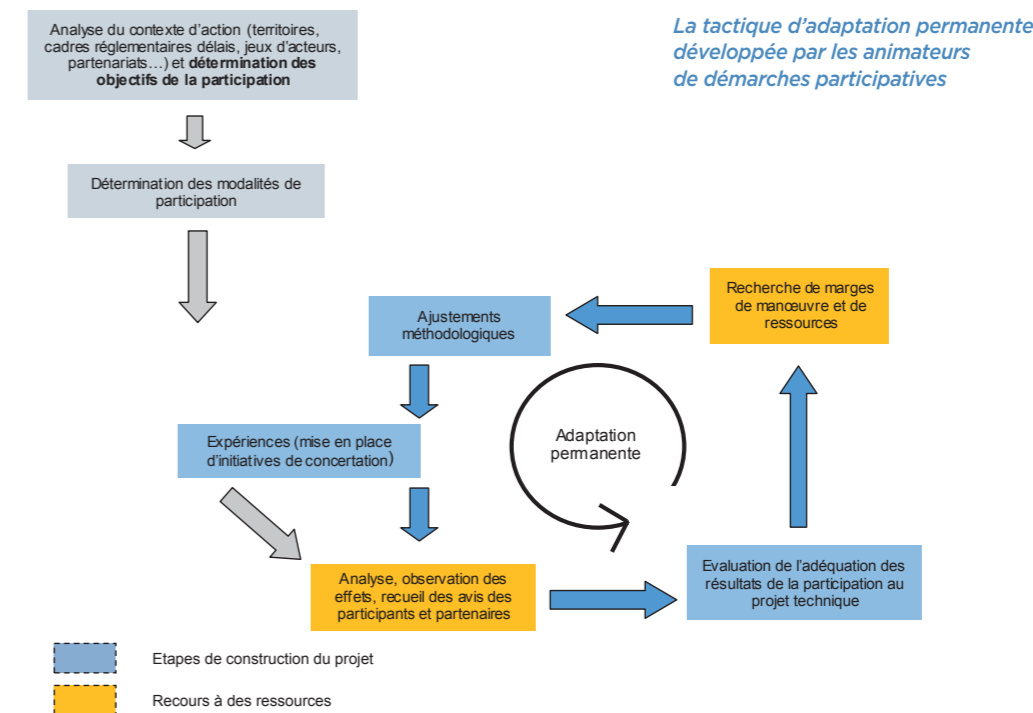 La tactique d’adaptation permanente
développée par les animateurs
de démarches participatives
Analyse du contexte d’action (territoires,
cadres réglementaires délais, jeux d’acteurs,
partenariats…) et détermination des
objectifs de la participation
Détermination des modalités de
participation
Recherche de marges
de manœuvre et de
ressources
Ajustements
méthodologiques
Expériences (mise en place
d’initiatives de concertation)
Adaptation
permanente
Analyse, observation des
effets, recueil des avis des
participants et partenaires
Evaluation de l’adéquation des
résultats de la participation au
projet technique
Etapes de construction du projet
Recours à des ressources